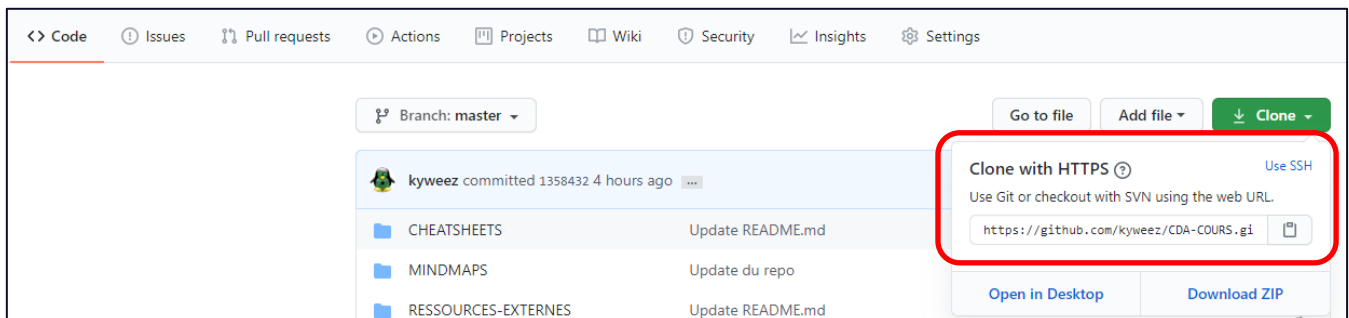 <> Code Issues Pull requests Actions Projects Wiki Security Insights Settings
Branch: master Go to file Add file Clone
kyweez committed 1358432 4 hours ago ...
Clone with HTTPS ? Use SSH
Use Git or checkout with SVN using the web URL.
https://github.com/kyweez/CDA-COURS.gi
CHEATSHEETS Update README.md
MINDMAPS Update du repo
RESSOURCES-EXTERNES Update README.md
Open in Desktop Download ZIP